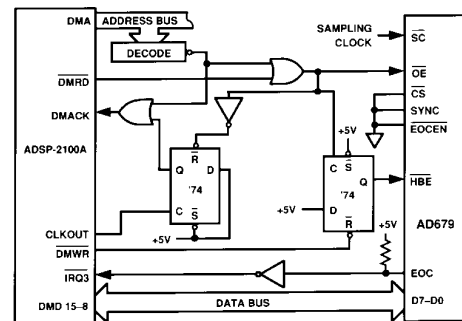 DMA
ADDRESS BUS
SAMPLING
CLOCK
SC
DECODE
DMRD
OE
CS
DMACK
SYNC
EOCEN
+5V
ADSP-2100A
R
Q D
'74
C S
C S
'74
Q
D
R
HBE
+5V
+5V
+5V
AD679
CLKOUT
DMWR
IRQ3
EOC
DMD 15–8
DATA BUS
D7–D0